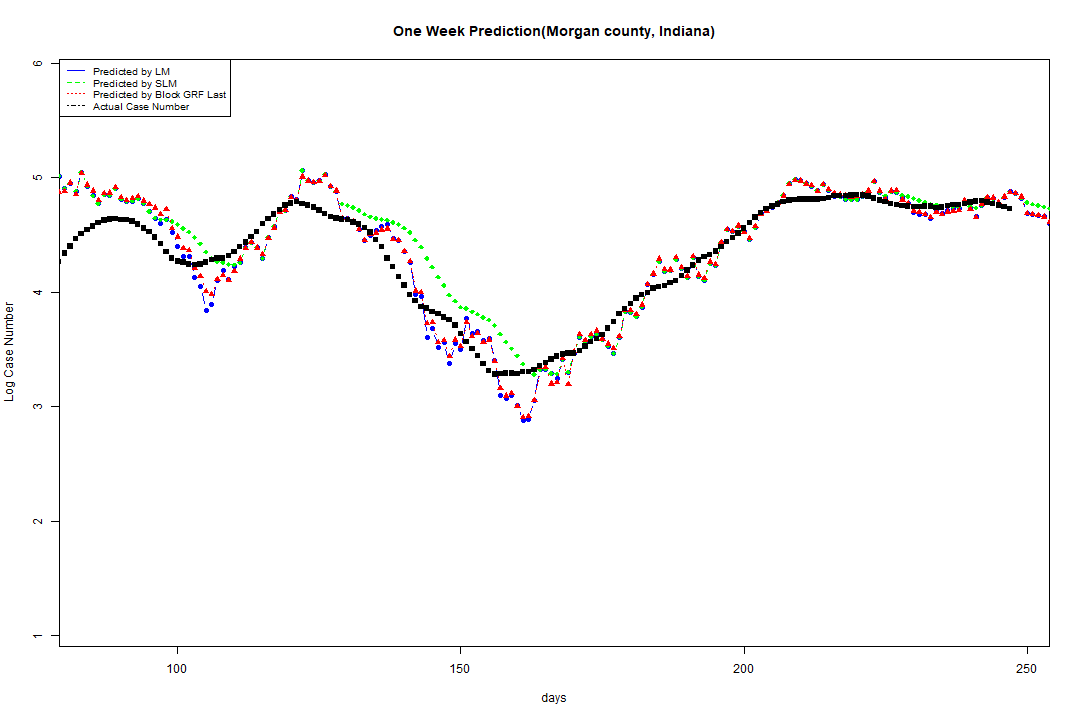 One Week Prediction(Morgan county, Indiana)
Predicted by LM
Predicted by SLM
Predicted by Block GRF Last
Actual Case Number
6
5
4
3
2
1
Log Case Number
100 150 200 250
days